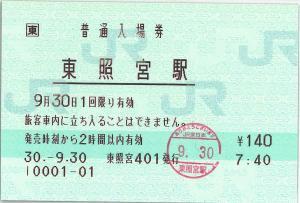 東 普通入場券
東照宮駅
9月30日1回限り有効
旅客車内に立ち入ることはできません。
発売時刻から2時間以内有効 ¥140
30.-9.30 東照宮401発行 7:40
10001-01
9.30
東照宮駅
JR